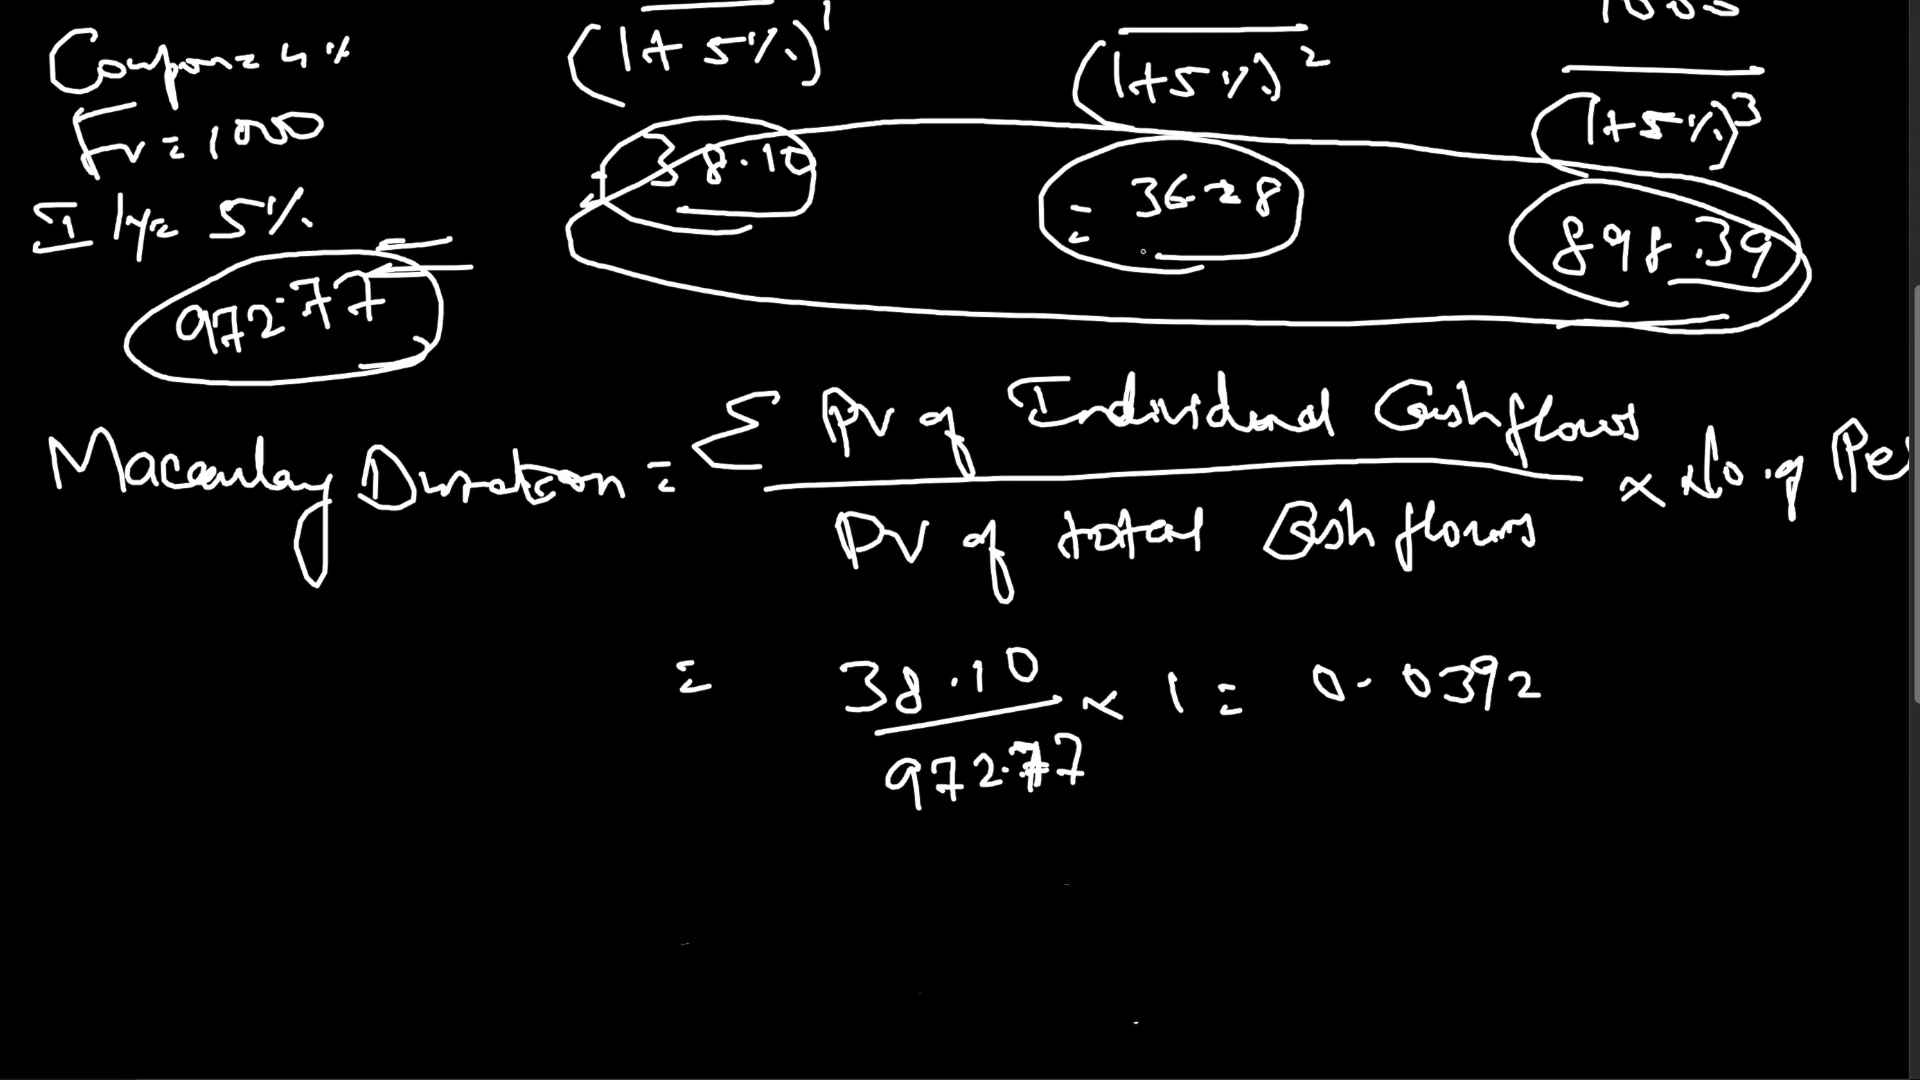 Coupon = 4%
FV = 1000
I/Y = 5%
972.77
(1+5%)¹
= 38.10
(1+5%)²
= 36.28
(1+5%)³
898.39
Macaulay Duration = Σ PV of Individual Cashflows
PV of total Cashflows
× No. of Pe
= 38.10
972.77
× 1 = 0.0392